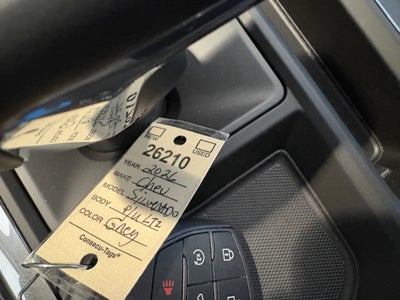 NEW USED
26210
YEAR 2026
MAKE Chev
MODEL SilverADO
BODY P/U LTZ
COLOR Grey
Consecu-Tags®